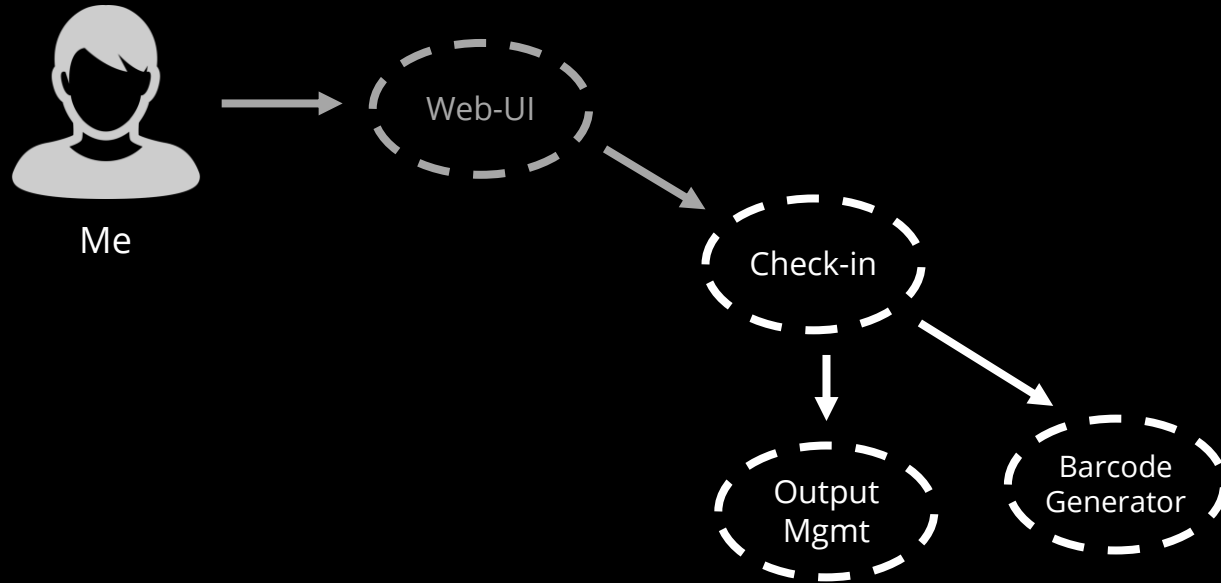 Web-UI
Me
Check-in
Barcode
Generator
Output
Mgmt